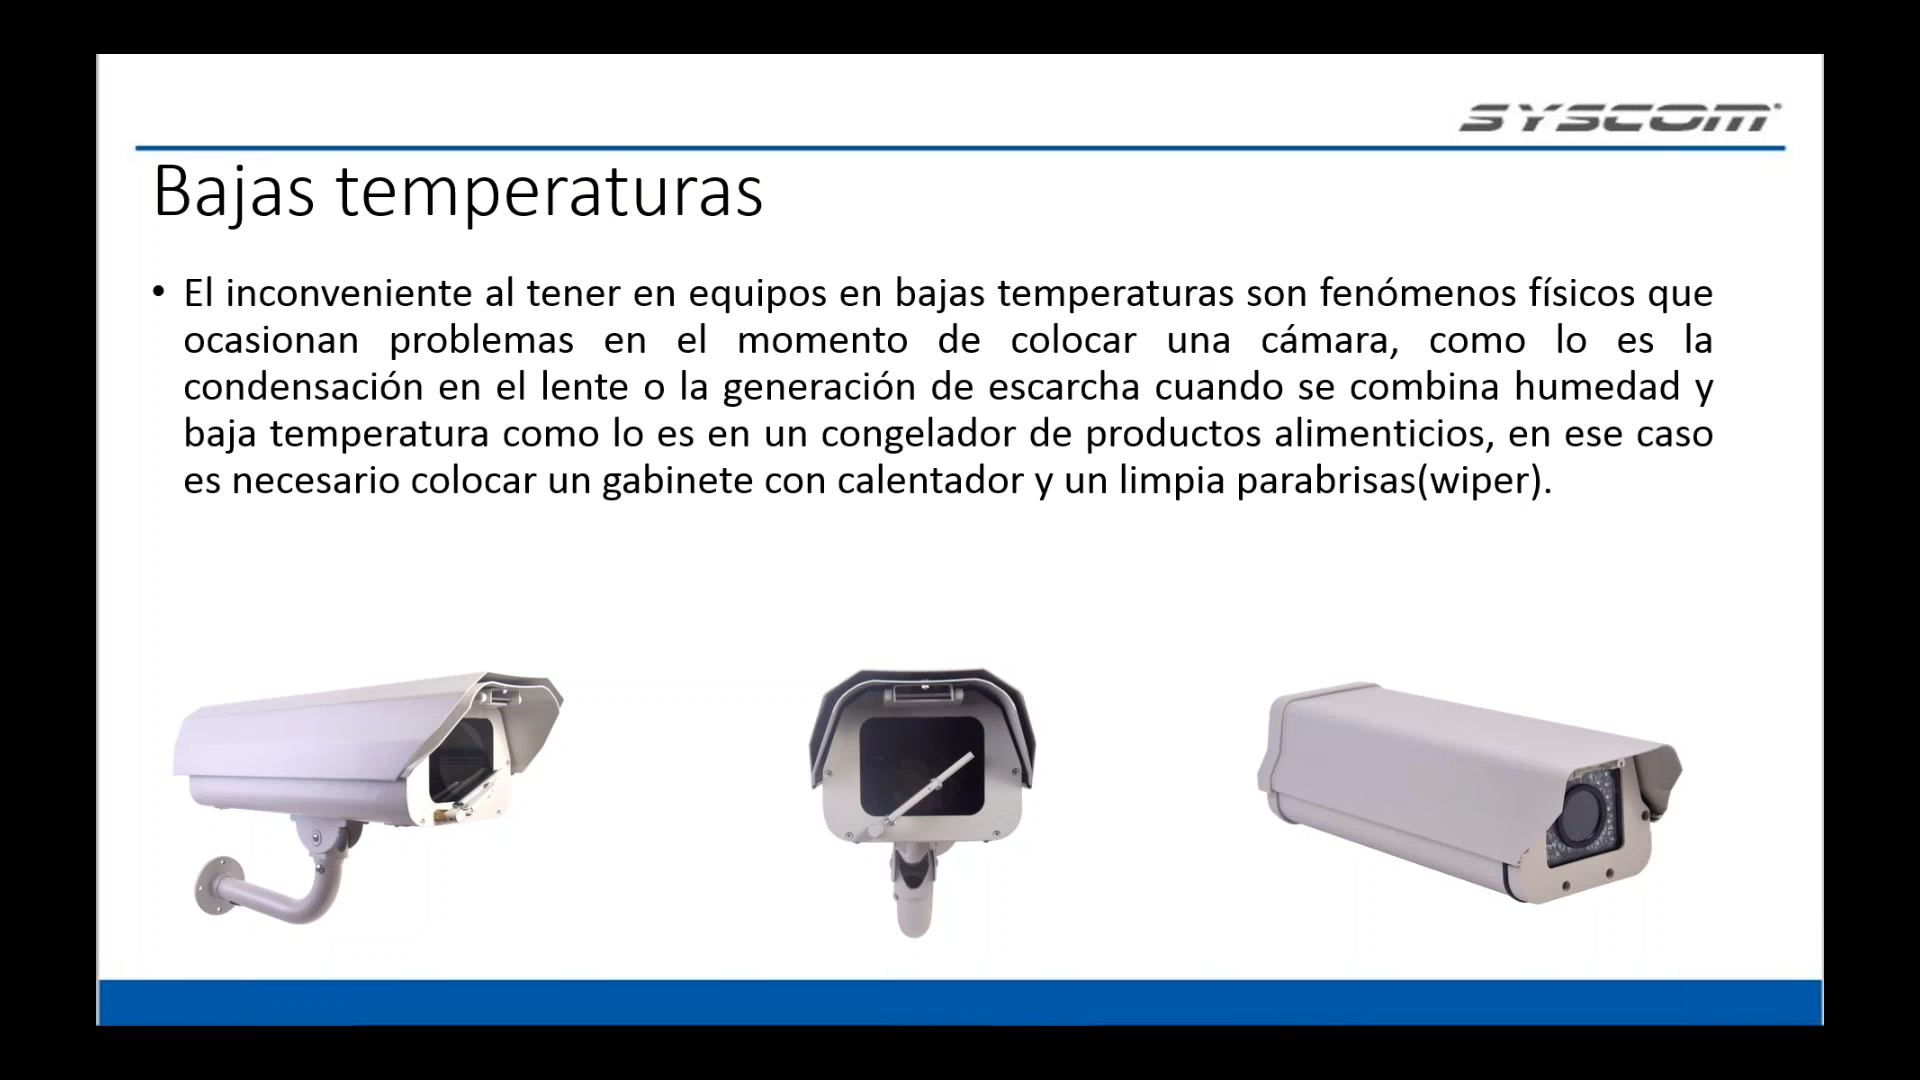 SYSCOM®
Bajas temperaturas
• El inconveniente al tener en equipos en bajas temperaturas son fenómenos físicos que
ocasionan problemas en el momento de colocar una cámara, como lo es la
condensación en el lente o la generación de escarcha cuando se combina humedad y
baja temperatura como lo es en un congelador de productos alimenticios, en ese caso
es necesario colocar un gabinete con calentador y un limpia parabrisas(wiper).